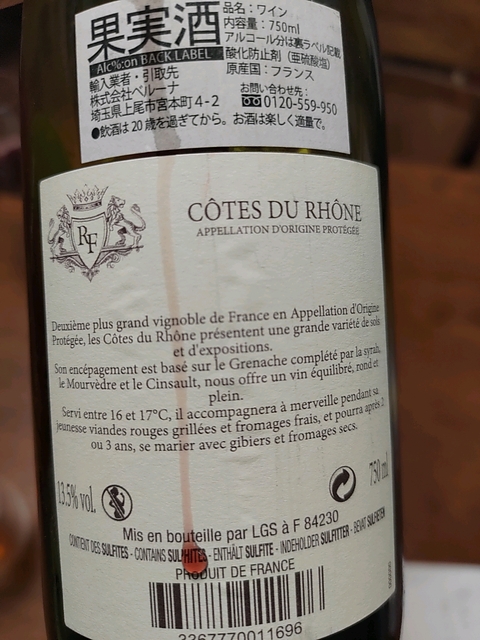 果実酒
Alc%:on BACK LABEL
輸入業者・引取先
株式会社ベルーナ
埼玉県上尾市宮本町4-2
品名:ワイン
内容量:750ml
アルコール分は裏ラベル記載
酸化防止剤(亜硫酸塩)
原産国:フランス
お問い合わせ先:
0120-559-950
●飲酒は20歳を過ぎてから。お酒は楽しく適量で。
RF
CÔTES DU RHÔNE
APPELLATION D'ORIGINE PROTÉGÉE
Deuxième plus grand vignoble de France en Appellation d'Origine
Protégée, les Côtes du Rhône présentent une grande variété de sols
et d'expositions.
Son encépagement est basé sur le Grenache complété par la syrah,
le Mourvèdre et le Cinsault, nous offre un vin équilibré, rond et
plein.
Servi entre 16 et 17°C, il accompagnera à merveille pendant sa
jeunesse viandes rouges grillées et fromages frais, et pourra après 2
ou 3 ans, se marier avec gibiers et fromages secs.
13.5% vol.
750 ml
Mis en bouteille par LGS à F 84230
CONTIENT DES SULFITES - CONTAINS SULPHITES - ENTHÄLT SULFITE - INDEHOLDER SULFITTER - BEVAT SULFIETEN
PRODUIT DE FRANCE
3367770011696